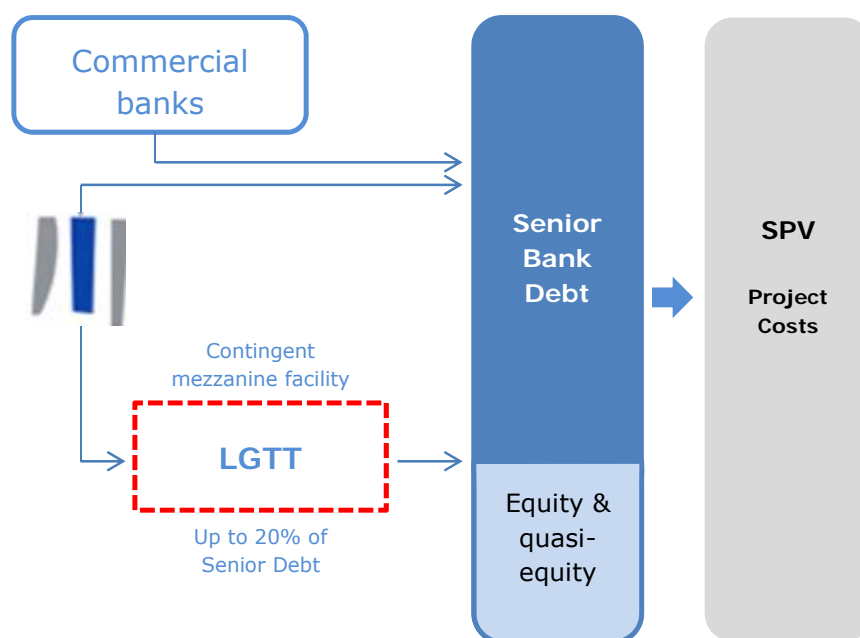 Commercial
banks
Senior
Bank
Debt
SPV
Project
Costs
Contingent
mezzanine facility
LGTT
Up to 20% of
Senior Debt
Equity &
quasi-
equity